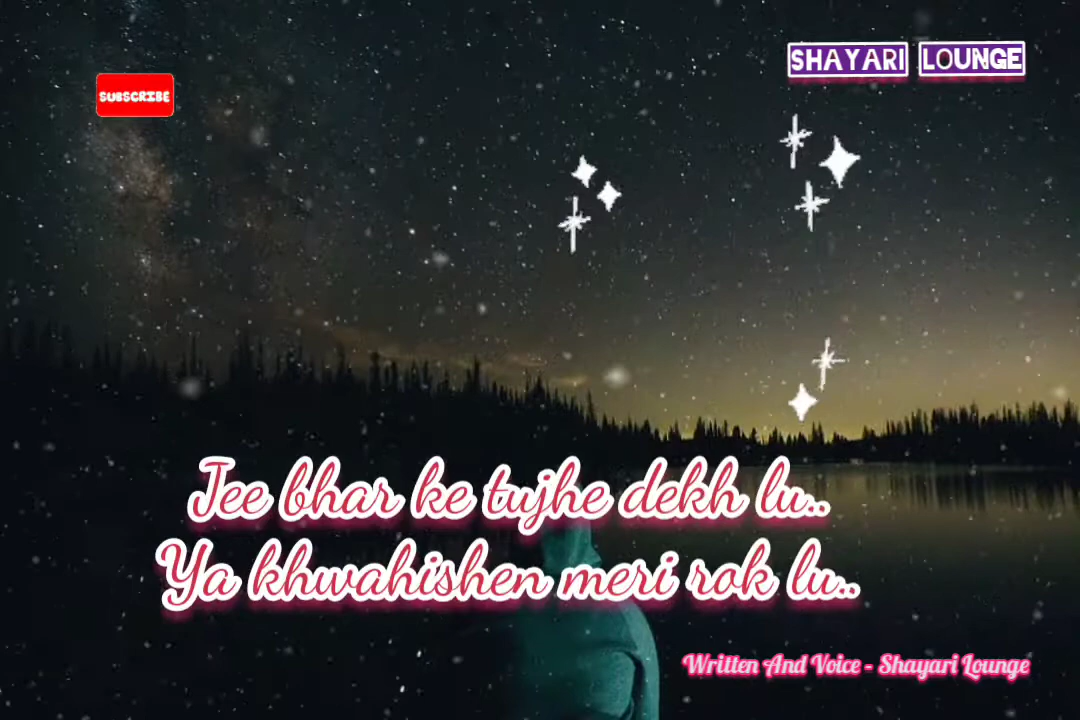 SHAYARI LOUNGE
SUBSCRIBE
Jee bhar ke tujhe dekh lu..
Ya khwahishen meri rok lu..
Written And Voice - Shayari Lounge